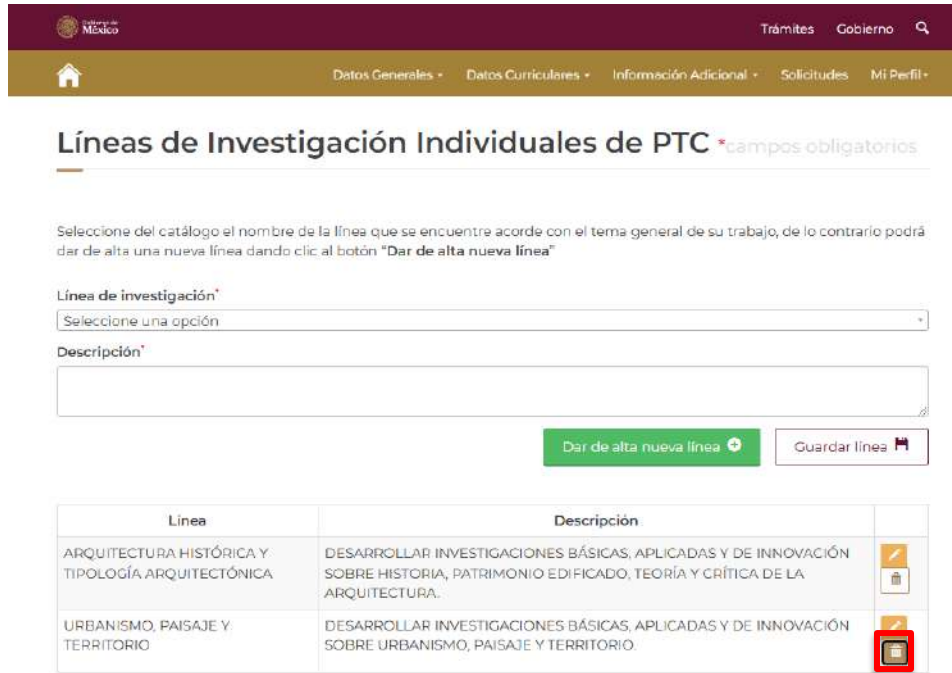 Gobierno de
México
Trámites Gobierno
Datos Generales Datos Curriculares Información Adicional Solicitudes Mi Perfil
Líneas de Investigación Individuales de PTC *campos obligatorios
Seleccione del catálogo el nombre de la línea que se encuentre acorde con el tema general de su trabajo, de lo contrario podrá
dar de alta una nueva línea dando clic al botón "Dar de alta nueva línea"
Línea de investigación*
Seleccione una opción
Descripción*
Dar de alta nueva línea
Guardar línea
Línea Descripción
ARQUITECTURA HISTÓRICA Y
TIPOLOGÍA ARQUITECTÓNICA
DESARROLLAR INVESTIGACIONES BÁSICAS, APLICADAS Y DE INNOVACIÓN
SOBRE HISTORIA, PATRIMONIO EDIFICADO, TEORÍA Y CRÍTICA DE LA
ARQUITECTURA.
URBANISMO, PAISAJE Y
TERRITORIO
DESARROLLAR INVESTIGACIONES BÁSICAS, APLICADAS Y DE INNOVACIÓN
SOBRE URBANISMO, PAISAJE Y TERRITORIO.